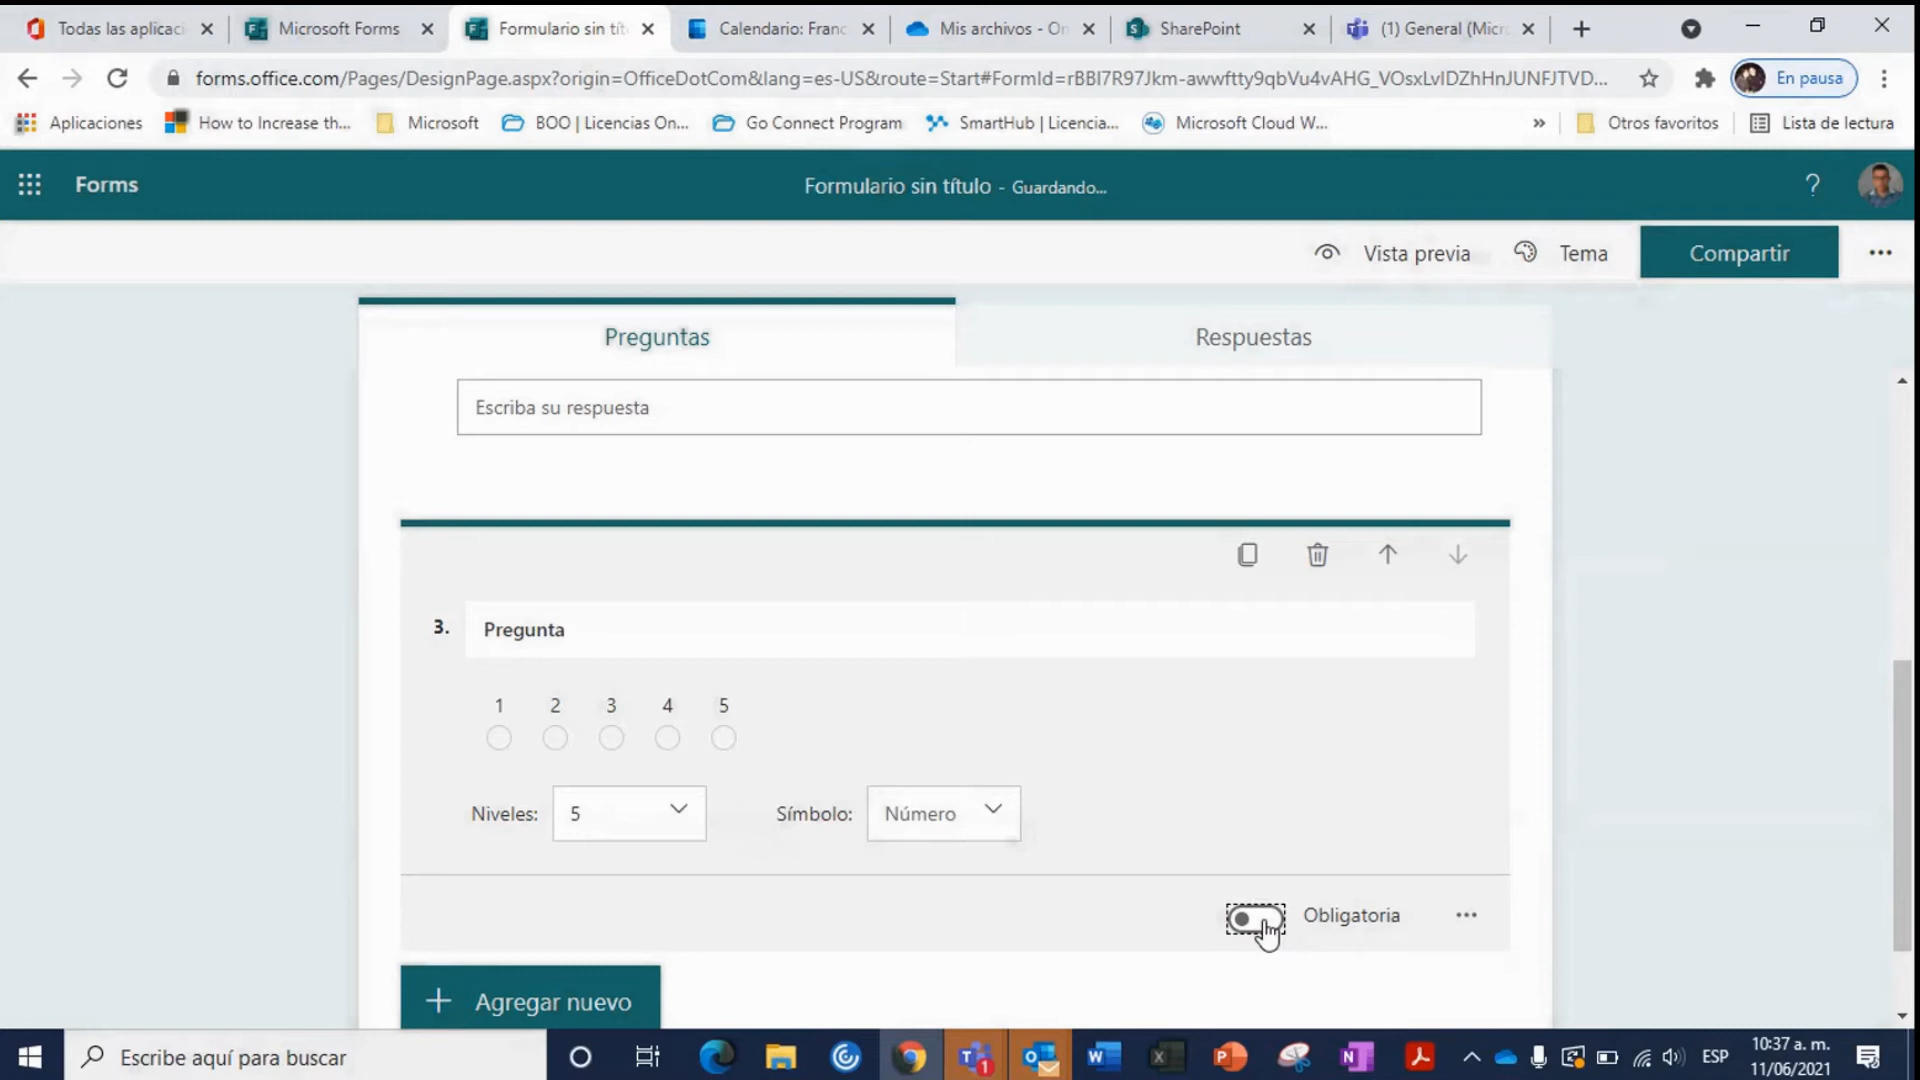 Todas las aplicaci
Microsoft Forms
Formulario sin tít
Calendario: Franc
Mis archivos - On
SharePoint
(1) General (Micro
forms.office.com/Pages/DesignPage.aspx?origin=OfficeDotCom&lang=es-US&route=Start#FormId=rBBI7R97Jkm-awwftty9qbVu4vAHG_VOsxLvIDZhHnJUNFJTVD...
En pausa
Aplicaciones
How to Increase th...
Microsoft
BOO | Licencias On...
Go Connect Program
SmartHub | Licencia...
Microsoft Cloud W...
»
Otros favoritos
Lista de lectura
Forms
Formulario sin título - Guardando...
?
Vista previa
Tema
Compartir
Preguntas
Respuestas
Escriba su respuesta
3. Pregunta
1 2 3 4 5
Niveles: 5
Símbolo: Número
Obligatoria
Agregar nuevo
Escribe aquí para buscar
1
ESP
10:37 a. m.
11/06/2021